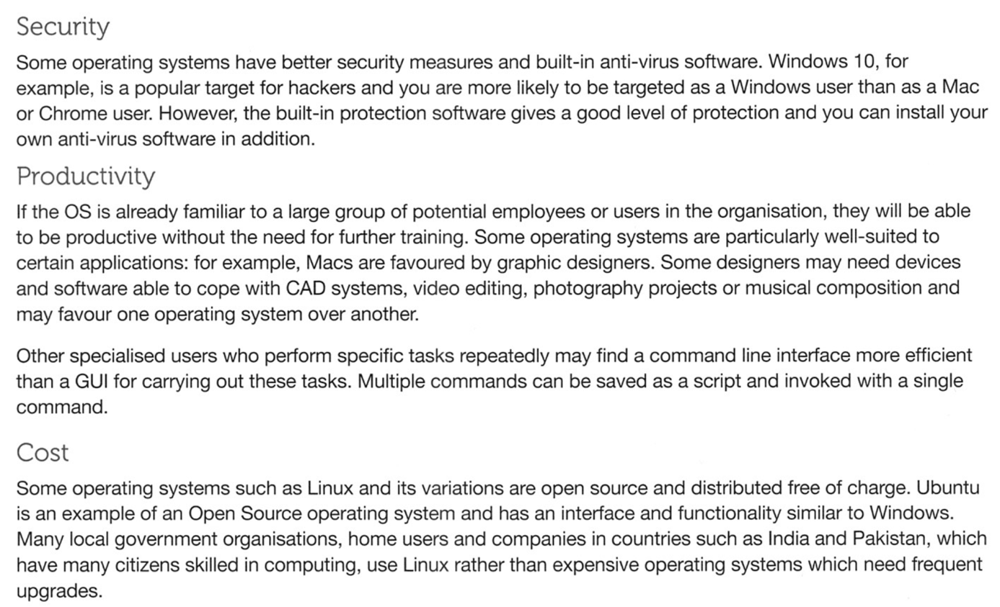 Security
Some operating systems have better security measures and built-in anti-virus software. Windows 10, for
example, is a popular target for hackers and you are more likely to be targeted as a Windows user than as a Mac
or Chrome user. However, the built-in protection software gives a good level of protection and you can install your
own anti-virus software in addition.
Productivity
If the OS is already familiar to a large group of potential employees or users in the organisation, they will be able
to be productive without the need for further training. Some operating systems are particularly well-suited to
certain applications: for example, Macs are favoured by graphic designers. Some designers may need devices
and software able to cope with CAD systems, video editing, photography projects or musical composition and
may favour one operating system over another.
Other specialised users who perform specific tasks repeatedly may find a command line interface more efficient
than a GUI for carrying out these tasks. Multiple commands can be saved as a script and invoked with a single
command.
Cost
Some operating systems such as Linux and its variations are open source and distributed free of charge. Ubuntu
is an example of an Open Source operating system and has an interface and functionality similar to Windows.
Many local government organisations, home users and companies in countries such as India and Pakistan, which
have many citizens skilled in computing, use Linux rather than expensive operating systems which need frequent
upgrades.